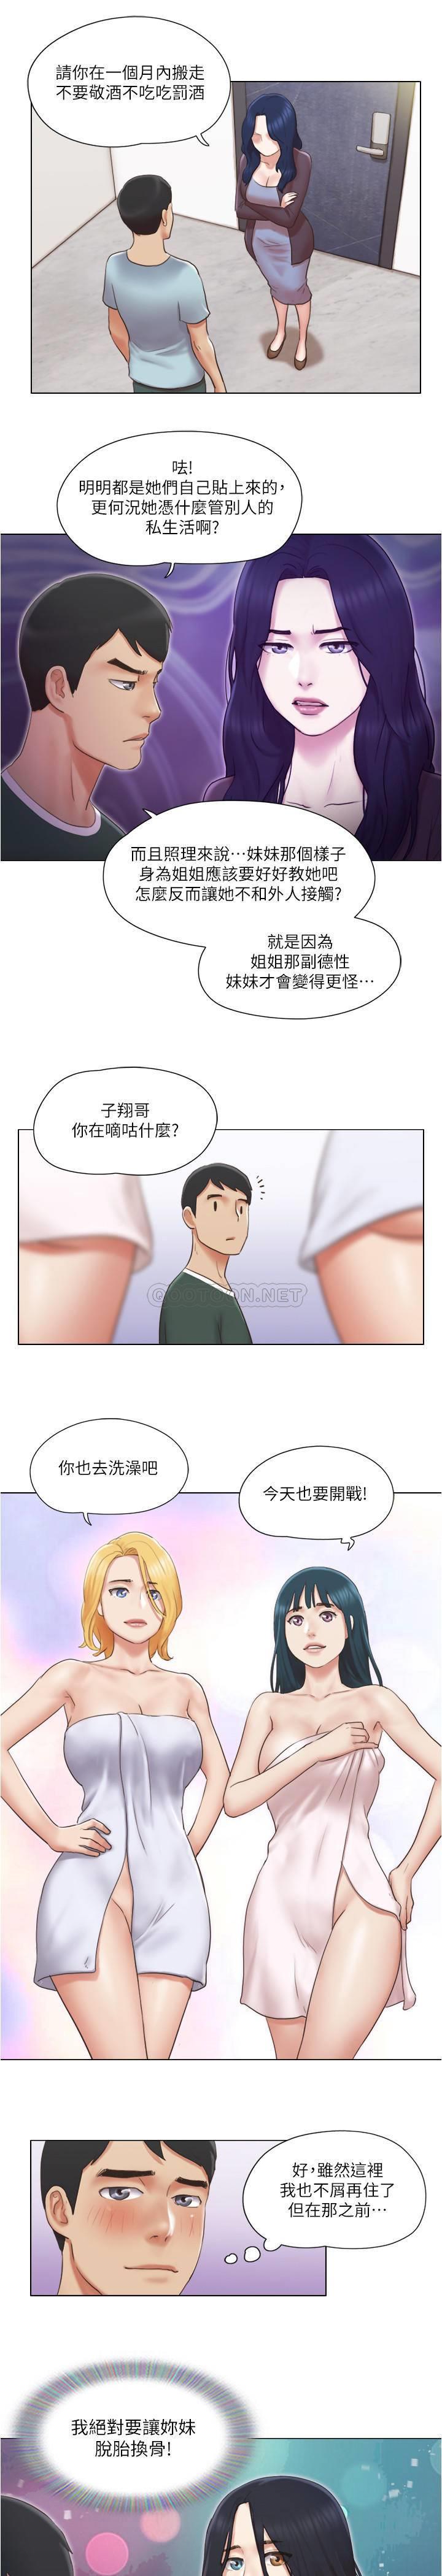 請你在一個月內搬走
不要敬酒不吃吃罰酒
呿!
明明都是她們自己貼上來的,
更何況她憑什麼管別人的
私生活啊?
而且照理來說…妹妹那個樣子
身為姐姐應該要好好教她吧
怎麼反而讓她不和外人接觸?
就是因為
姐姐那副德性
妹妹才會變得更怪…
子翔哥
你在嘀咕什麼?
你也去洗澡吧
今天也要開戰!
好,雖然這裡
我也不屑再住了
但在那之前…
我絕對要讓妳妹
脫胎換骨!